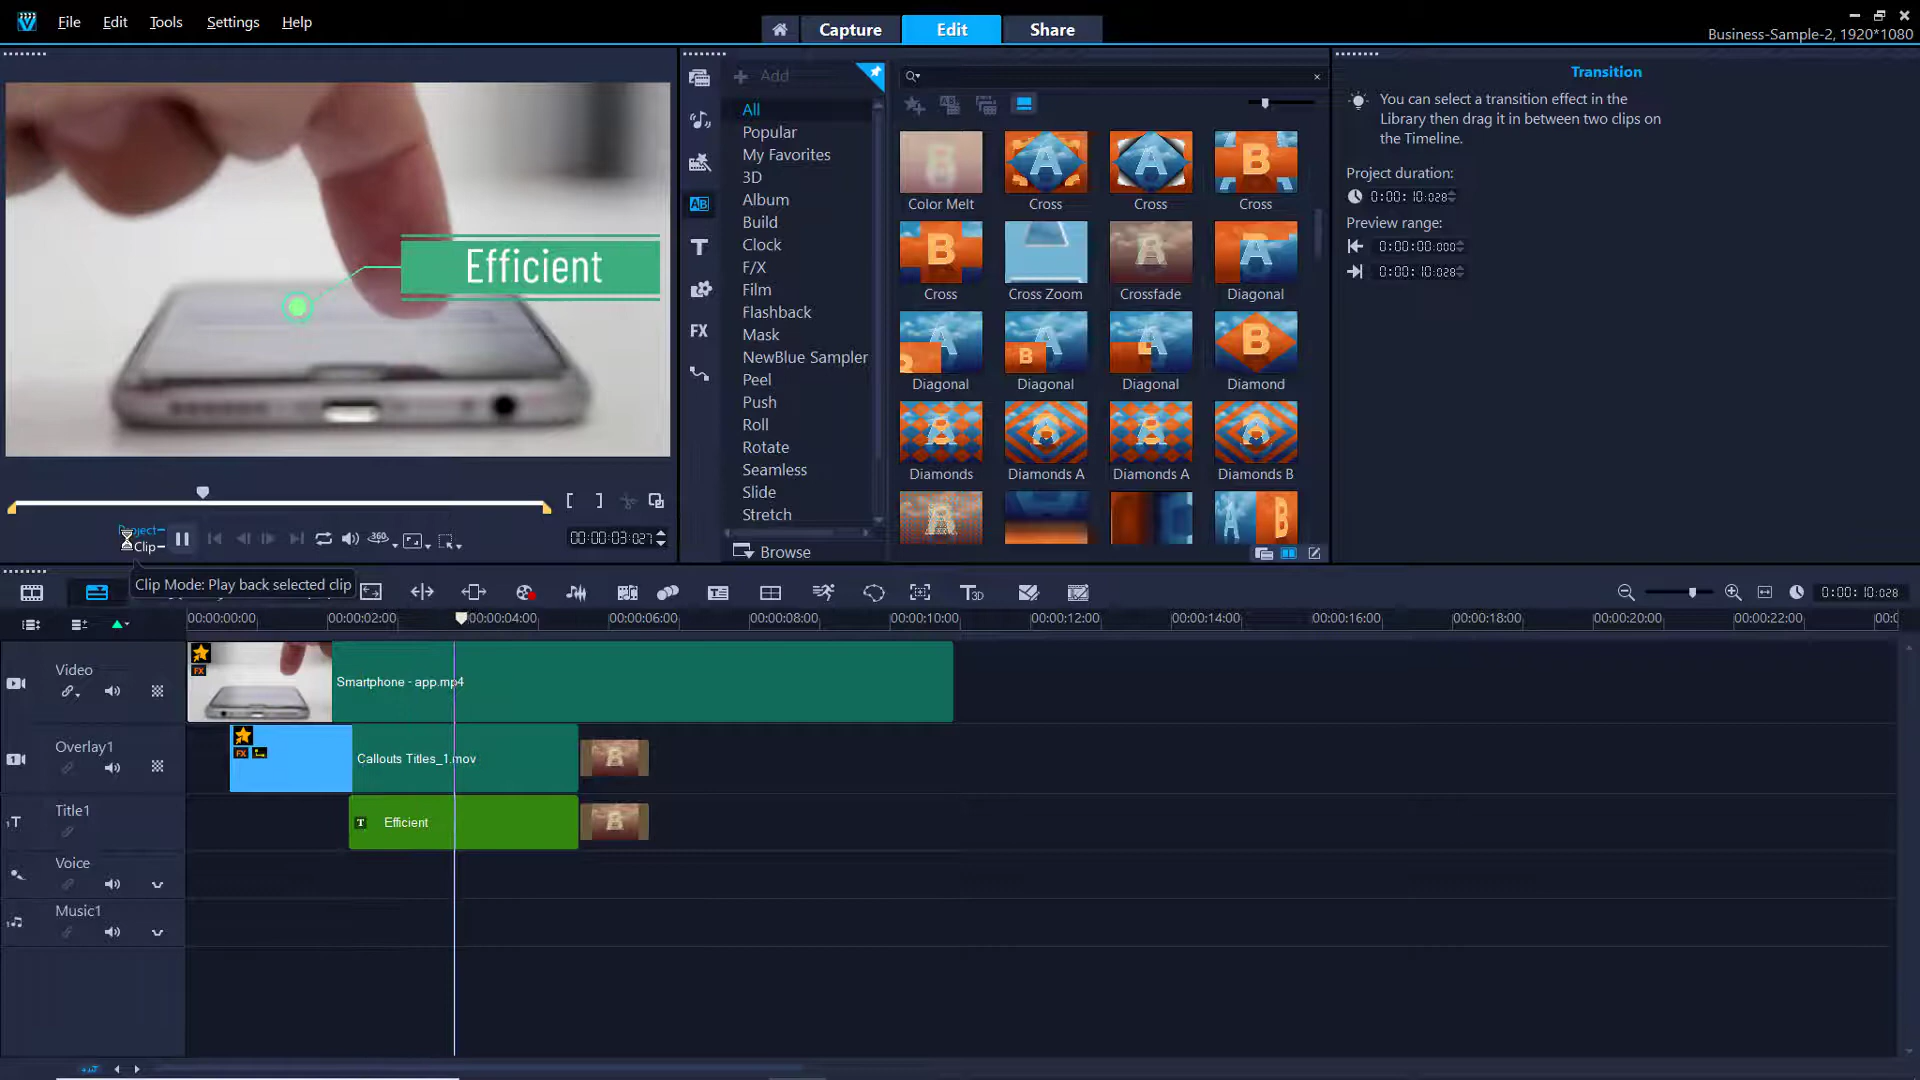 File Edit Tools Settings Help
Capture Edit Share
Business-Sample-2, 1920*1080
Efficient
Project
Clip
00:00:03:027
Clip Mode: Play back selected clip
Add
All
Popular
My Favorites
3D
Album
Build
Clock
F/X
Film
Flashback
Mask
NewBlue Sampler
Peel
Push
Roll
Rotate
Seamless
Slide
Stretch
Browse
AB
T
FX
Color Melt Cross Cross Cross
Cross Cross Zoom Crossfade Diagonal
Diagonal Diagonal Diagonal Diamond
Diamonds Diamonds A Diamonds A Diamonds B
Transition
You can select a transition effect in the
Library then drag it in between two clips on
the Timeline.
Project duration:
0:00:10:028
Preview range:
0:00:00:000
0:00:10:028
T3D
0:00:10:028
00:00:00:00 00:00:02:00 00:00:04:00 00:00:06:00 00:00:08:00 00:00:10:00 00:00:12:00 00:00:14:00 00:00:16:00 00:00:18:00 00:00:20:00 00:00:22:00 00:0
Video
Smartphone - app.mp4
Overlay1
Callouts Titles_1.mov
Title1
Efficient
Voice
Music1